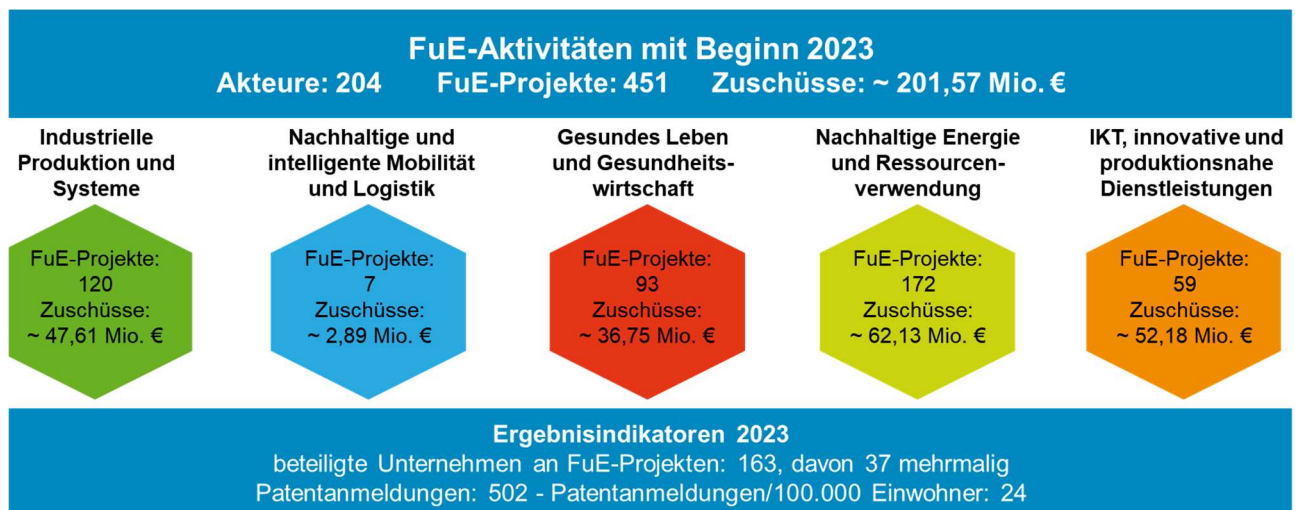 FuE-Aktivitäten mit Beginn 2023
Akteure: 204 FuE-Projekte: 451 Zuschüsse: ~ 201,57 Mio. €
Industrielle
Produktion und
Systeme
FuE-Projekte:
120
Zuschüsse:
~ 47,61 Mio. €
Nachhaltige und
intelligente Mobilität
und Logistik
FuE-Projekte:
7
Zuschüsse:
~ 2,89 Mio. €
Gesundes Leben
und Gesundheits-
wirtschaft
FuE-Projekte:
93
Zuschüsse:
~ 36,75 Mio. €
Nachhaltige Energie
und Ressourcen-
verwendung
FuE-Projekte:
172
Zuschüsse:
~ 62,13 Mio. €
IKT, innovative und
produktionsnahe
Dienstleistungen
FuE-Projekte:
59
Zuschüsse:
~ 52,18 Mio. €
Ergebnisindikatoren 2023
beteiligte Unternehmen an FuE-Projekten: 163, davon 37 mehrmalig
Patentanmeldungen: 502 - Patentanmeldungen/100.000 Einwohner: 24